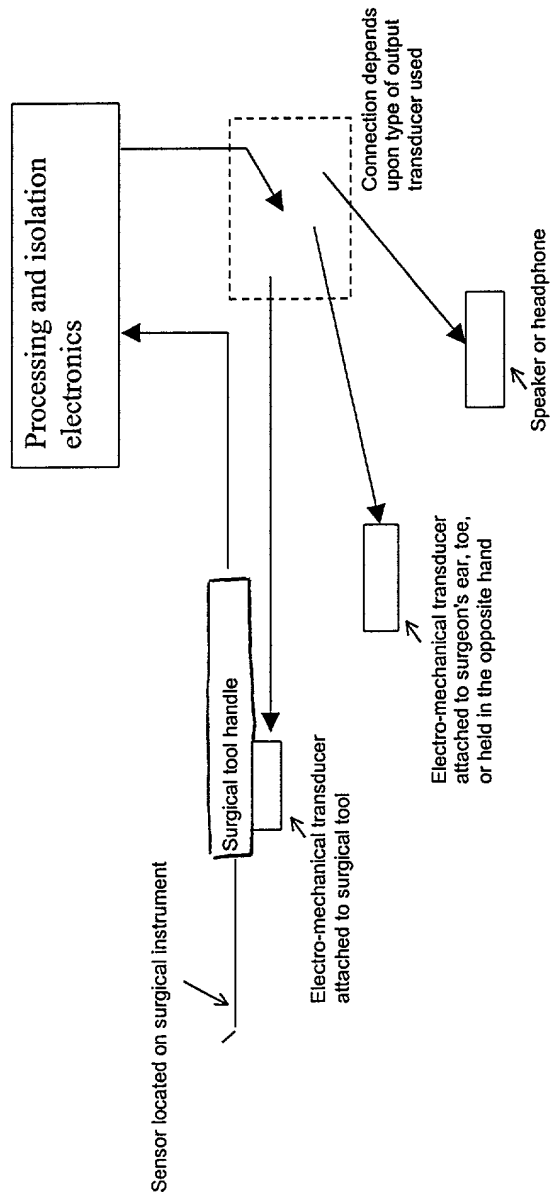 Processing and isolation
electronics
Connection depends
upon type of output
transducer used
Surgical tool handle
Sensor located on surgical instrument
Electro-mechanical transducer
attached to surgical tool
Electro-mechanical transducer
attached to surgeon's ear, toe,
or held in the opposite hand
Speaker or headphone